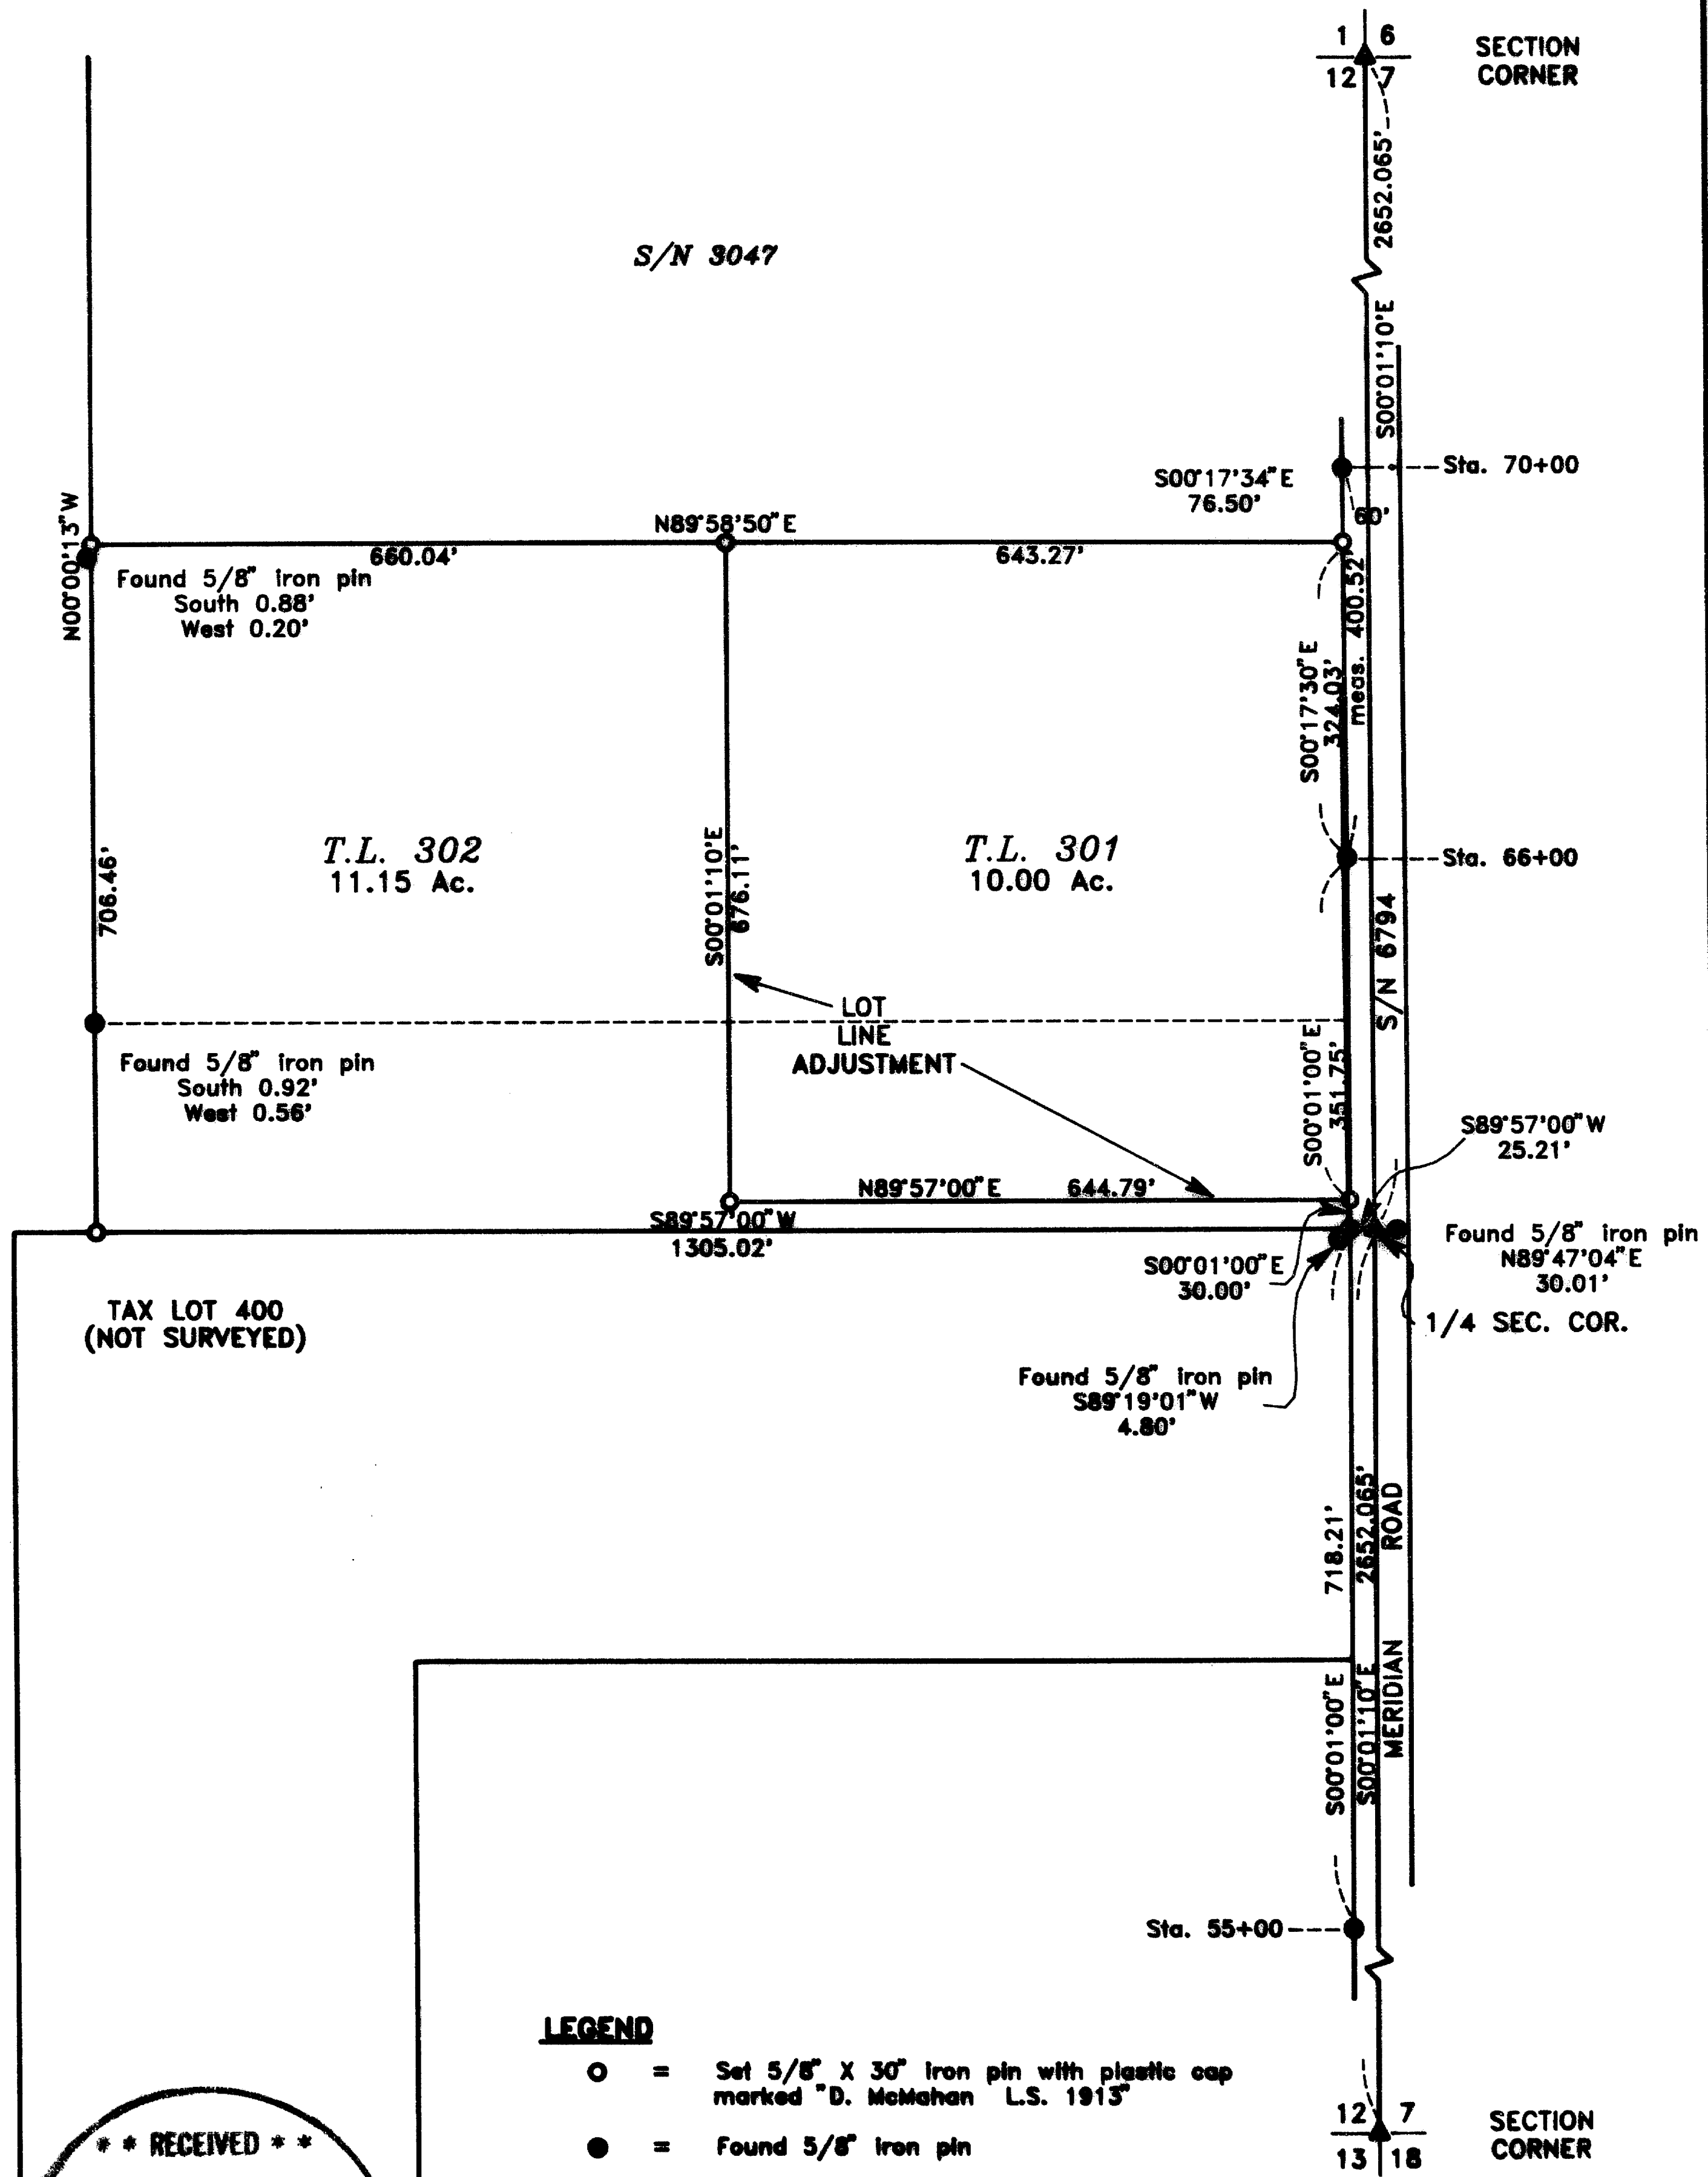 1 6
12 7
SECTION
CORNER
2652.065'
S/N 3047
S00°01'10"E
Sta. 70+00
S00°17'34"E
76.50'
60'
N00°00'13"W
N89°58'50"E
660.04'
643.27'
Found 5/8" iron pin
South 0.88'
West 0.20'
400.52'
meas.
S00°17'30"E
324.03'
T.L. 302
11.15 Ac.
T.L. 301
10.00 Ac.
Sta. 66+00
706.46'
S00°01'10"E
676.11'
S/N 6794
LOT
LINE
ADJUSTMENT
Found 5/8" iron pin
South 0.92'
West 0.56'
S00°01'00"E
351.75'
S89°57'00"W
25.21'
N89°57'00"E 644.79'
S89°57'00"W
1305.02'
Found 5/8" iron pin
N89°47'04"E
30.01'
S00°01'00"E
30.00'
1/4 SEC. COR.
TAX LOT 400
(NOT SURVEYED)
Found 5/8" iron pin
S89°19'01"W
4.80'
718.21'
2652.065'
MERIDIAN ROAD
S00°01'00"E
S00°01'10"E
Sta. 55+00
LEGEND
= Set 5/8" X 30" iron pin with plastic cap
marked "D. McMahan L.S. 1913"
= Found 5/8" iron pin
* * RECEIVED * *
12 7
13 18
SECTION
CORNER